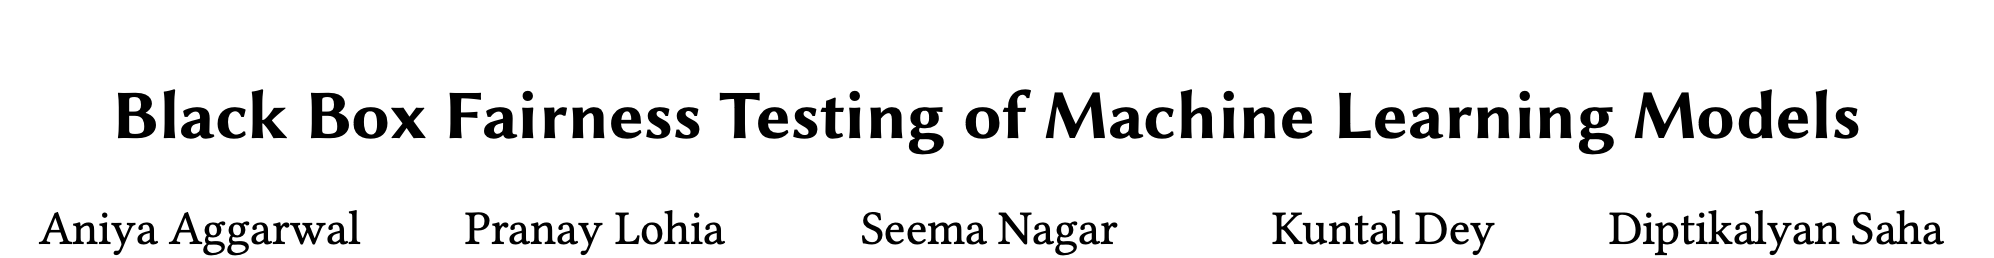 Black Box Fairness Testing of Machine Learning Models
Aniya Aggarwal Pranay Lohia Seema Nagar Kuntal Dey Diptikalyan Saha